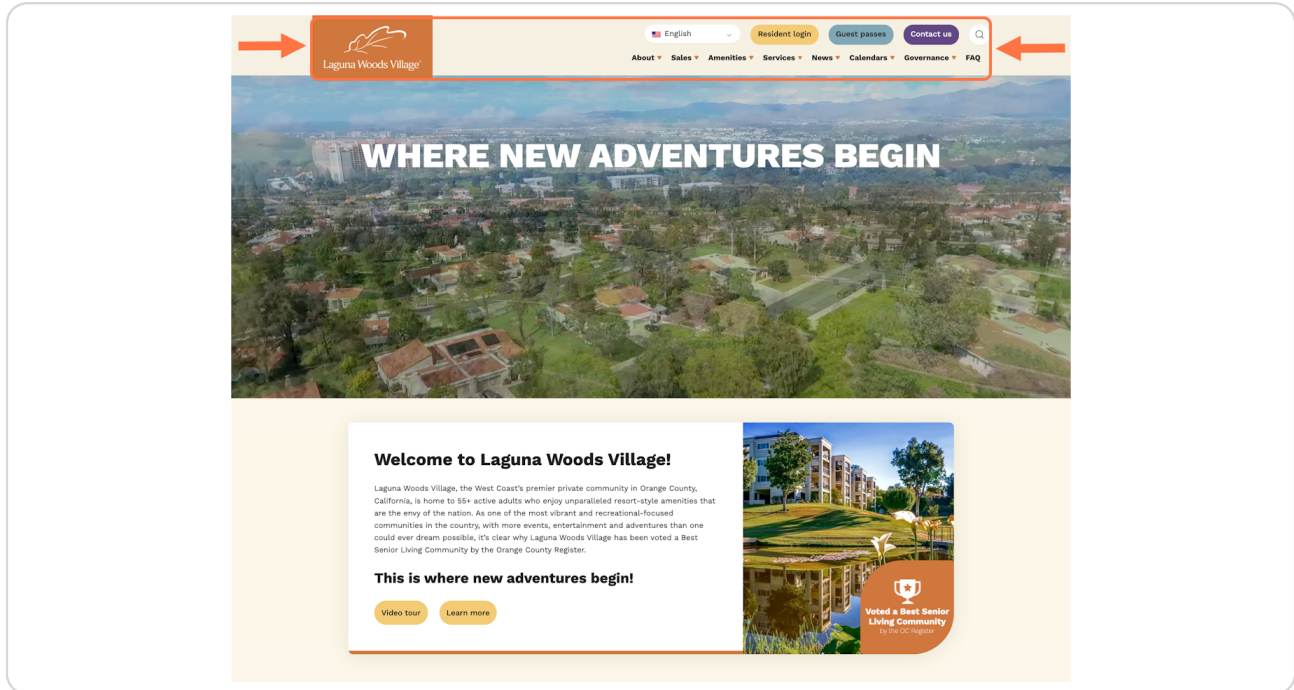 Laguna Woods Village
English
Resident login
Guest passes
Contact us
About
Sales
Amenities
Services
News
Calendars
Governance
FAQ
WHERE NEW ADVENTURES BEGIN
Welcome to Laguna Woods Village!
Laguna Woods Village, the West Coast's premier private community in Orange County,
California, is home to 55+ active adults who enjoy unparalleled resort-style amenities that
are the envy of the nation. As one of the most vibrant and recreational-focused
communities in the country, with more events, entertainment and adventures than one
could ever dream possible, it's clear why Laguna Woods Village has been voted a Best
Senior Living Community by the Orange County Register.
This is where new adventures begin!
Video tour
Learn more
Voted a Best Senior
Living Community
by the OC Register